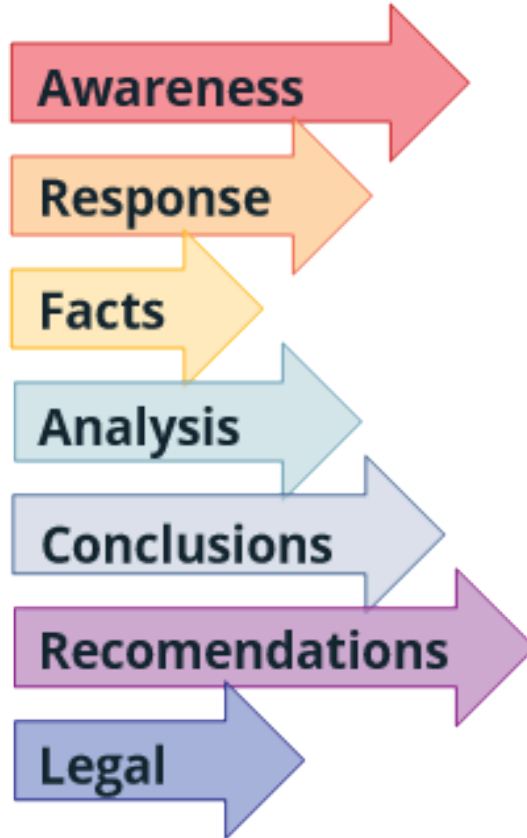 Awareness
Response
Facts
Analysis
Conclusions
Recomendations
Legal